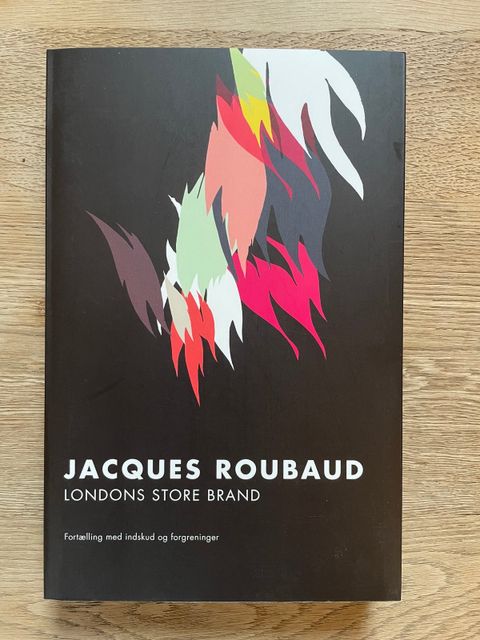 JACQUES ROUBAUD
LONDONS STORE BRAND
Fortælling med indskud og forgreninger